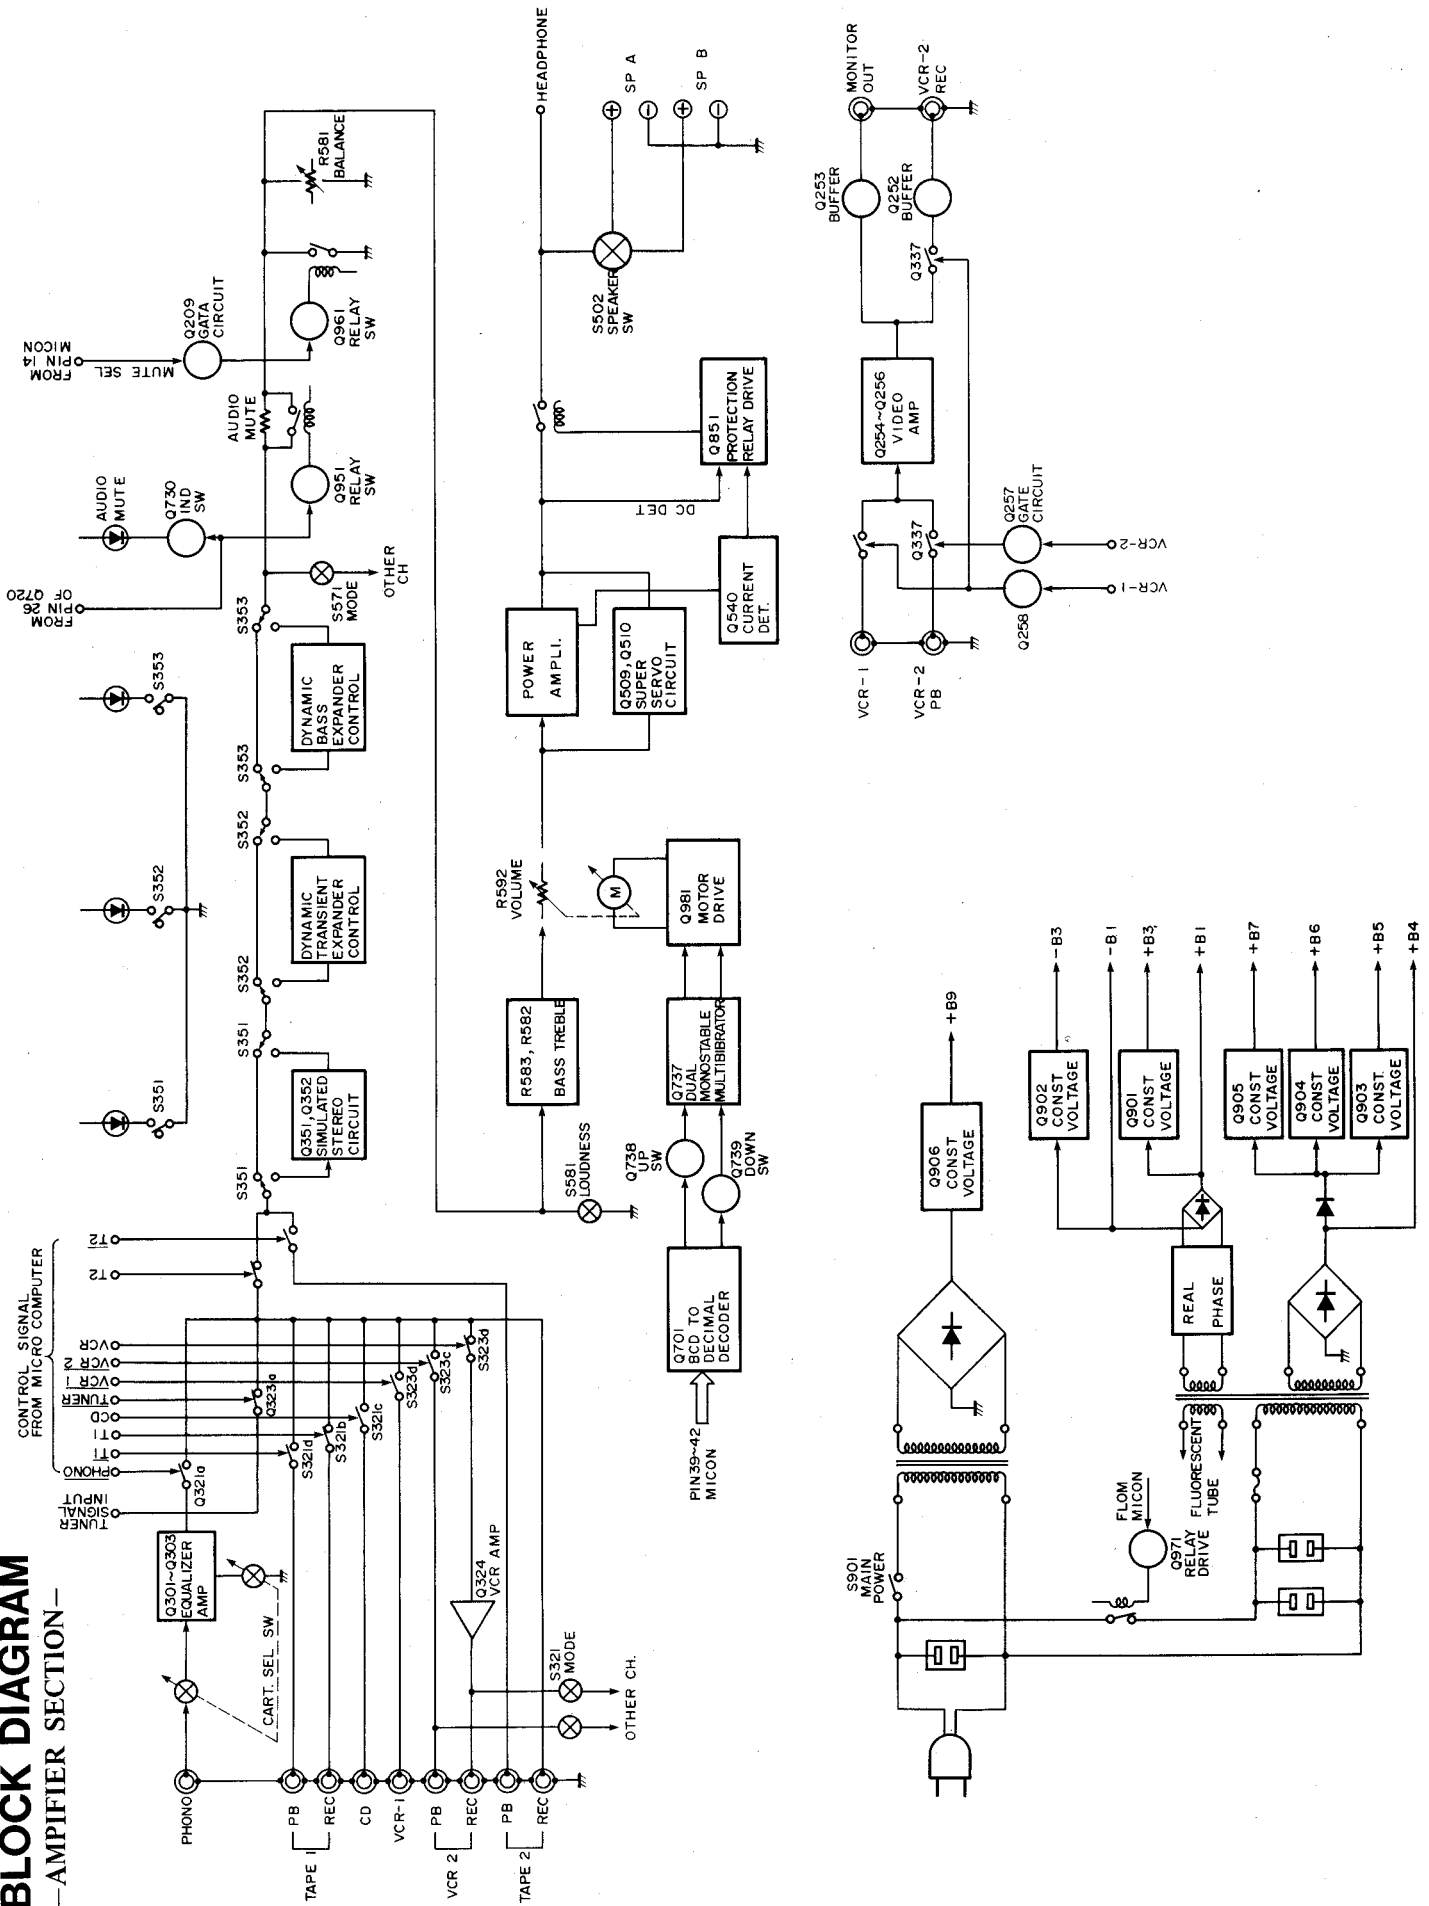 BLOCK DIAGRAM
—AMPIFIER SECTION—
PHONO
TAPE 1
PB
REC
CD
VCR-1
VCR 2
PB
REC
TAPE 2
PB
REC
Q301~Q303
EQUALIZER
AMP
CART. SEL SW
Q324
VCR AMP
S321
MODE
OTHER CH.
TUNER
SIGNAL
INPUT
CONTROL SIGNAL
FROM MICRO COMPUTER
PHONO
T1
T1
CD
TUNER
VCR 1
VCR 2
VCR
T2
T2
Q321a
S321d
S321b
S321c
Q323a
S323d
S323c
S323d
S351
Q351,Q352
SIMULATED
STEREO
CIRCUIT
S351
S352
DYNAMIC
TRANSIENT
EXPANDER
CONTROL
S352
S353
DYNAMIC
BASS
EXPANDER
CONTROL
S353
S351
S352
S353
S571
MODE
OTHER
CH
FROM
PIN 26
OF Q720
AUDIO
MUTE
Q730
IND
SW
Q951
RELAY
SW
AUDIO
MUTE
FROM
PIN 14
MICON
MUTE SEL
Q209
GATA
CIRCUIT
Q961
RELAY
SW
R581
BALANCE
S581
LOUDNESS
R583, R582
BASS TREBLE
R592
VOLUME
M
PIN39~42
MICON
Q701
BCD TO
DECIMAL
DECODER
Q738
UP
SW
Q739
DOWN
SW
Q737
DUAL
MONOSTABLE
MULTIBIBRATOR
Q981
MOTOR
DRIVE
POWER
AMPLI.
Q509, Q510
SUPER
SERVO
CIRCUIT
Q540
CURRENT
DET.
DC DET
Q851
PROTECTION
RELAY DRIVE
S502
SPEAKER
SW
HEADPHONE
SP A
SP B
+
−
+
−
VCR-1
VCR-2
PB
Q258
Q257
GATE
CIRCUIT
VCR-1
VCR-2
Q337
Q254~Q256
VIDEO
AMP
Q337
Q253
BUFFER
Q252
BUFFER
MONITOR
OUT
VCR-2
REC
S901
MAIN
POWER
Q971
RELAY
DRIVE
FLOM
MICON
FLUORESCENT
TUBE
REAL
PHASE
Q906
CONST
VOLTAGE
+B9
Q902
CONST
VOLTAGE
-B3
-B1
Q901
CONST
VOLTAGE
+B3
+B1
Q905
CONST
VOLTAGE
+B7
Q904
CONST
VOLTAGE
+B6
Q903
CONST.
VOLTAGE
+B5
+B4